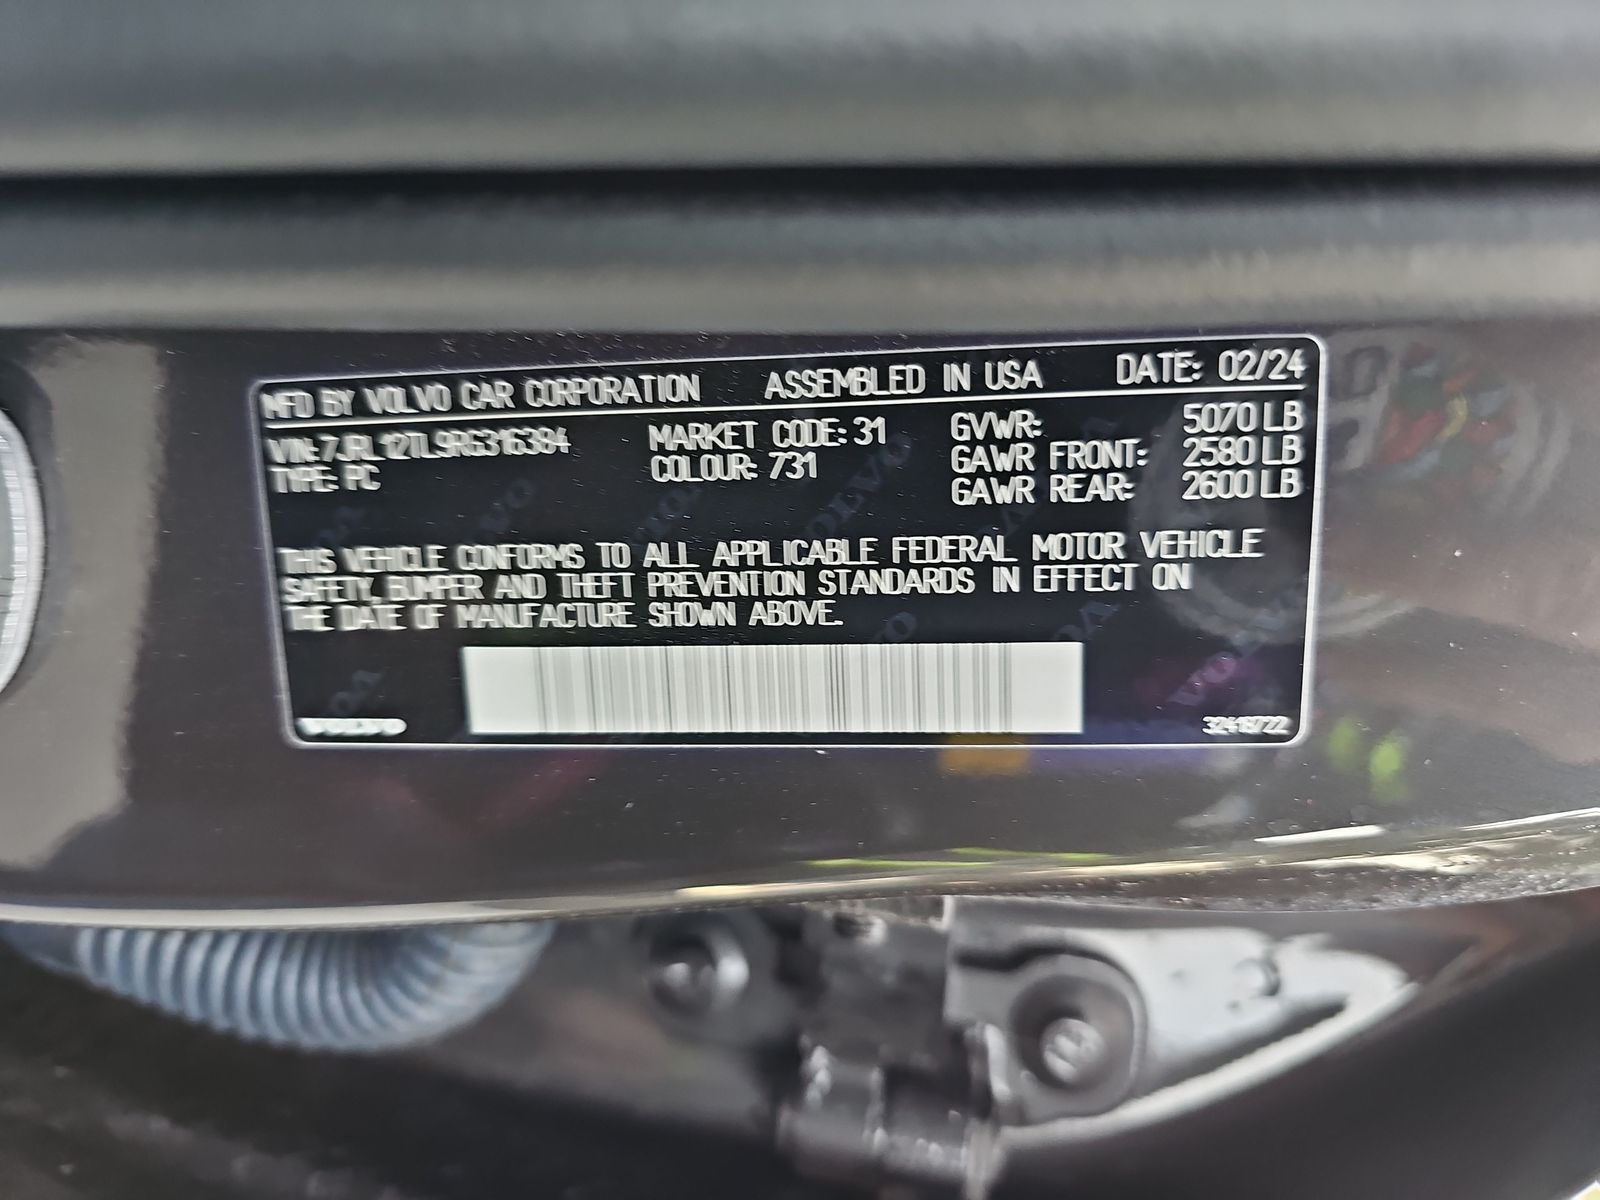 MFD BY VOLVO CAR CORPORATION ASSEMBLED IN USA DATE: 02/24
VIN: 7JRL12TL9RG316384 MARKET CODE: 31 GVWR: 5070 LB
TYPE: PC COLOUR: 731 GAWR FRONT: 2580 LB
GAWR REAR: 2600 LB
THIS VEHICLE CONFORMS TO ALL APPLICABLE FEDERAL MOTOR VEHICLE
SAFETY, BUMPER AND THEFT PREVENTION STANDARDS IN EFFECT ON
THE DATE OF MANUFACTURE SHOWN ABOVE.
VOLVO